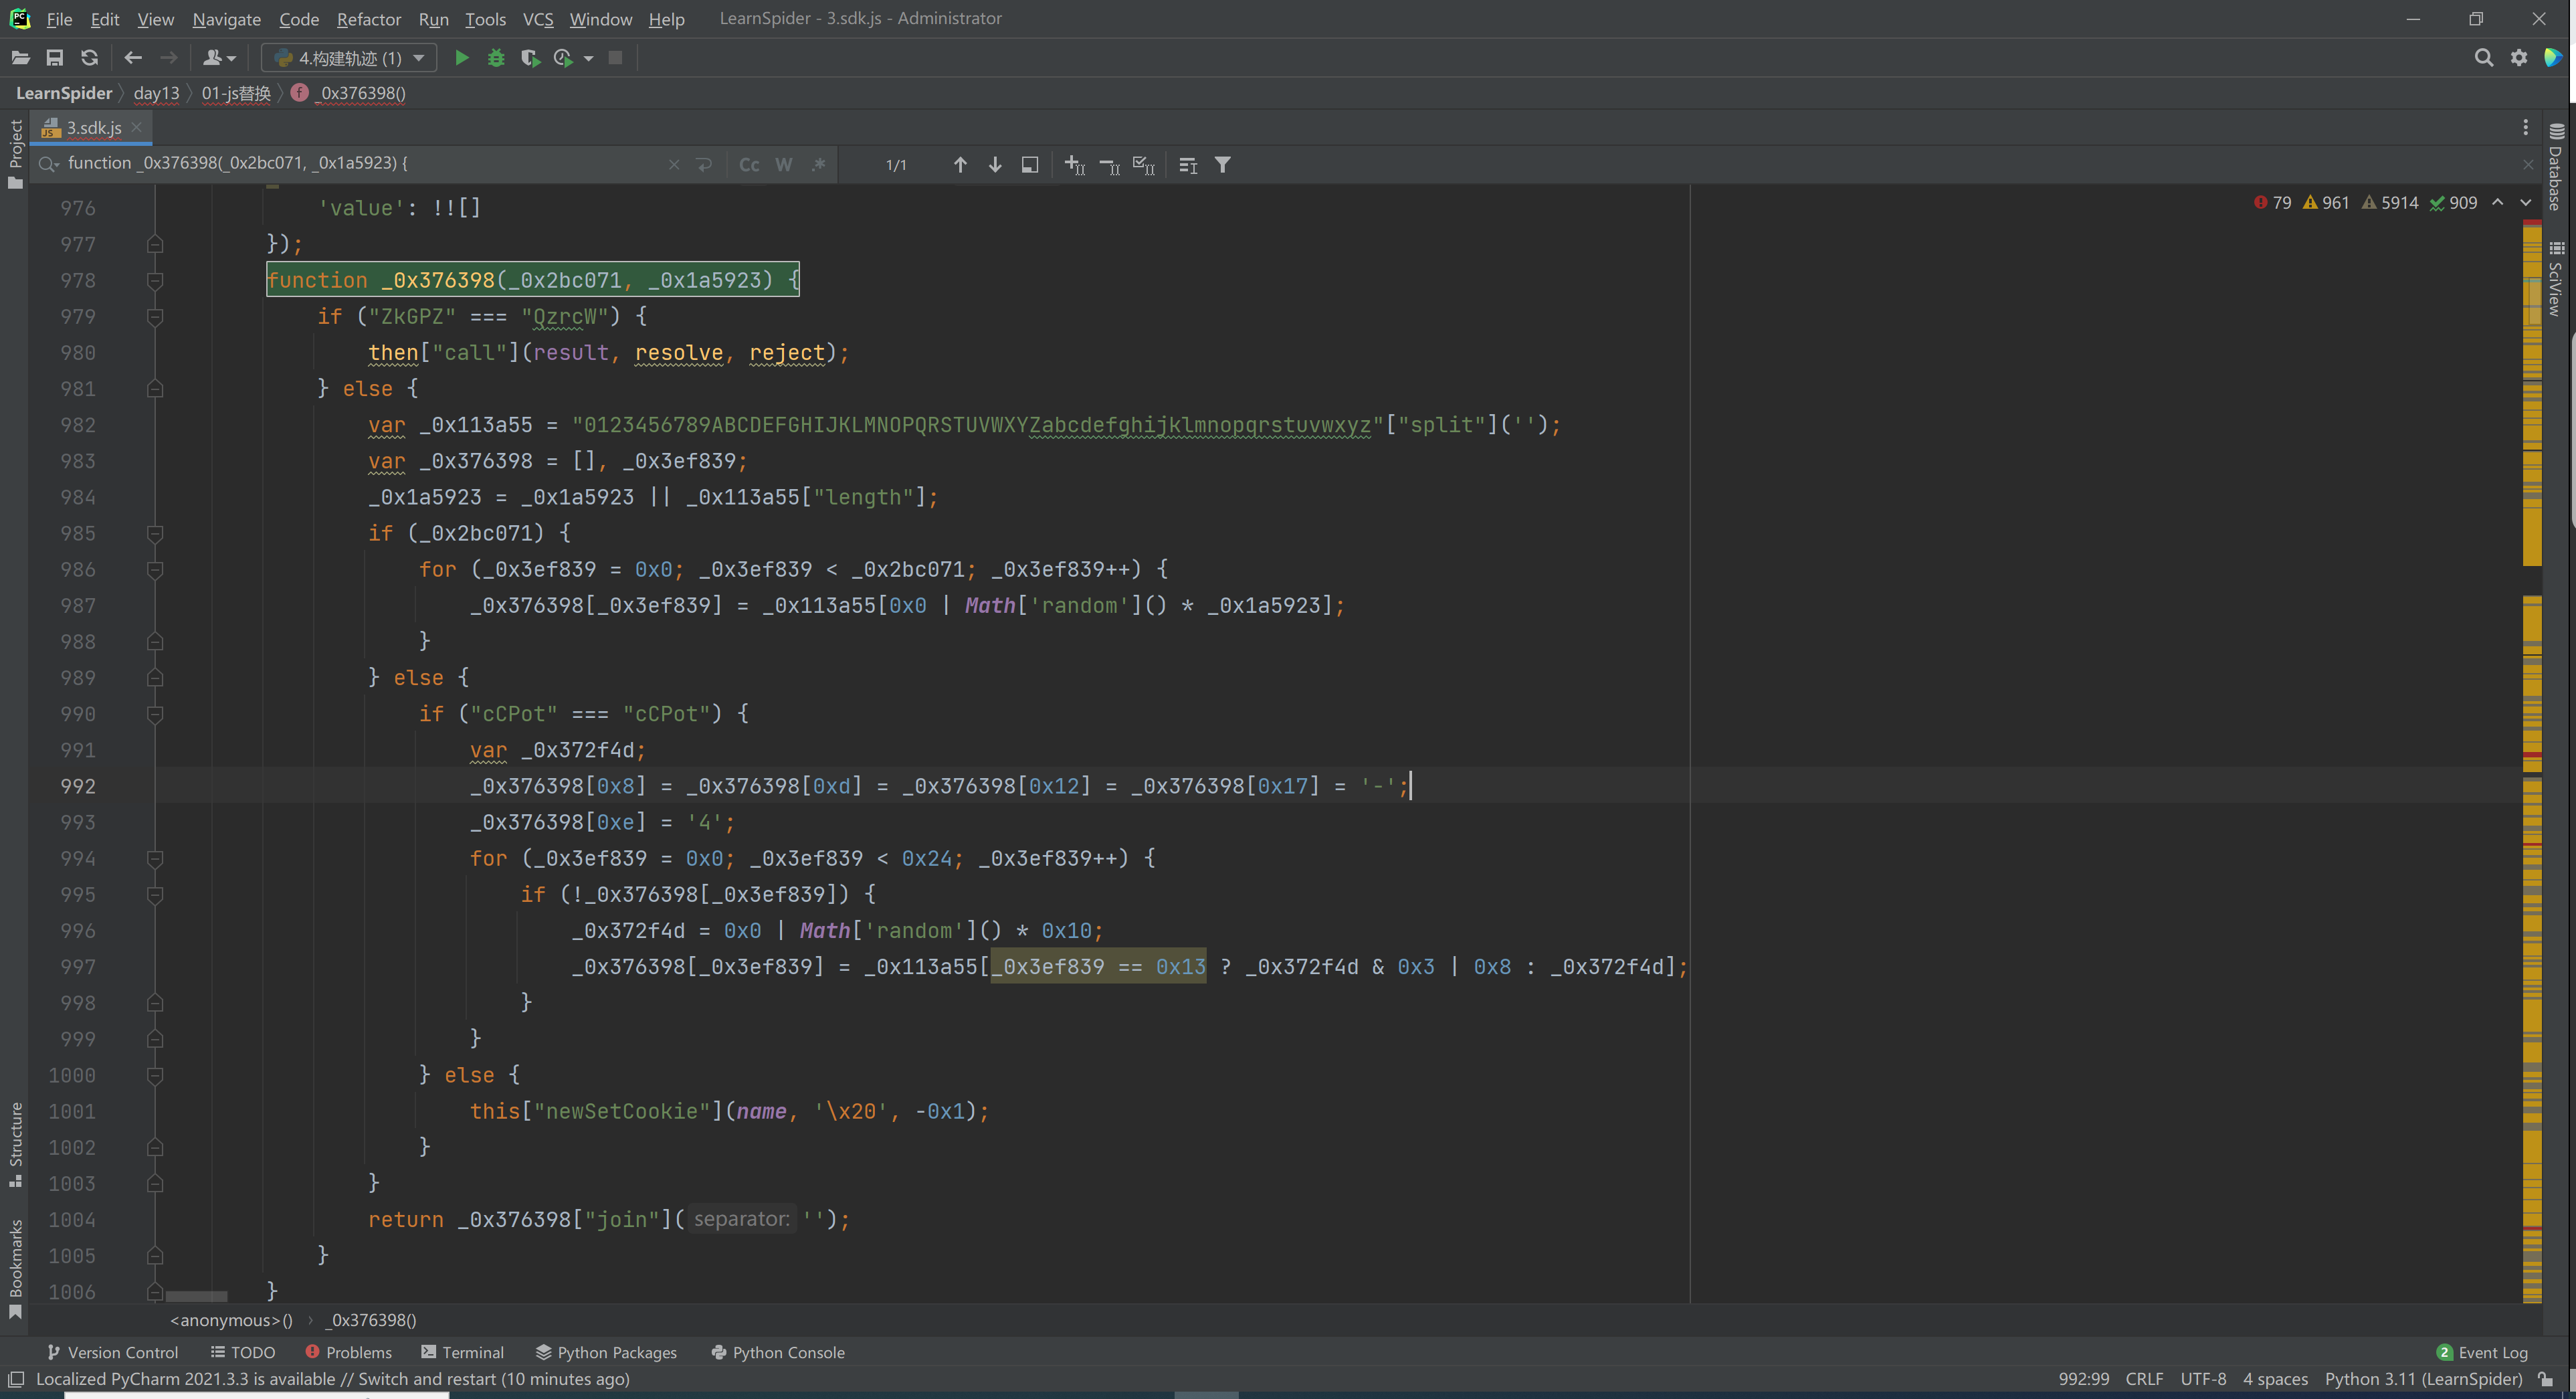 File Edit View Navigate Code Refactor Run Tools VCS Window Help LearnSpider - 3.sdk.js - Administrator
4.构建轨迹 (1)
LearnSpider day13 01-js替换 f _0x376398()
3.sdk.js
function _0x376398(_0x2bc071, _0x1a5923) { Cc W .* 1/1
79 961 5914 909
976 'value': !![]
977 });
978 function _0x376398(_0x2bc071, _0x1a5923) {
979 if ("ZkGPZ" === "QzrcW") {
980 then["call"](result, resolve, reject);
981 } else {
982 var _0x113a55 = "0123456789ABCDEFGHIJKLMNOPQRSTUVWXYZabcdefghijklmnopqrstuvwxyz"["split"]('');
983 var _0x376398 = [], _0x3ef839;
984 _0x1a5923 = _0x1a5923 || _0x113a55["length"];
985 if (_0x2bc071) {
986 for (_0x3ef839 = 0x0; _0x3ef839 < _0x2bc071; _0x3ef839++) {
987 _0x376398[_0x3ef839] = _0x113a55[0x0 | Math['random']() * _0x1a5923];
988 }
989 } else {
990 if ("cCPot" === "cCPot") {
991 var _0x372f4d;
992 _0x376398[0x8] = _0x376398[0xd] = _0x376398[0x12] = _0x376398[0x17] = '-';
993 _0x376398[0xe] = '4';
994 for (_0x3ef839 = 0x0; _0x3ef839 < 0x24; _0x3ef839++) {
995 if (!_0x376398[_0x3ef839]) {
996 _0x372f4d = 0x0 | Math['random']() * 0x10;
997 _0x376398[_0x3ef839] = _0x113a55[_0x3ef839 == 0x13 ? _0x372f4d & 0x3 | 0x8 : _0x372f4d];
998 }
999 }
1000 } else {
1001 this["newSetCookie"](name, '\x20', -0x1);
1002 }
1003 }
1004 return _0x376398["join"]( separator: '');
1005 }
1006 }
Project
Structure
Bookmarks
Database
SciView
<anonymous>() _0x376398()
Version Control TODO Problems Terminal Python Packages Python Console 2 Event Log
Localized PyCharm 2021.3.3 is available // Switch and restart (10 minutes ago) 992:99 CRLF UTF-8 4 spaces Python 3.11 (LearnSpider)